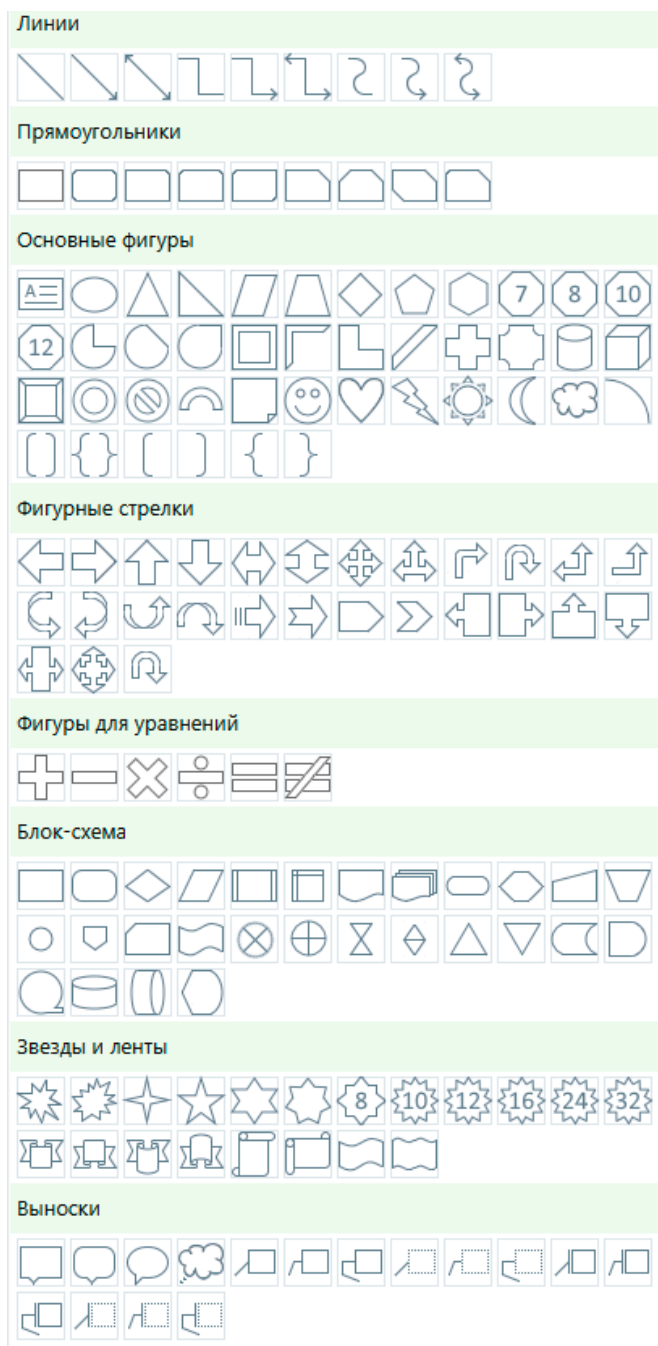 Линии
Прямоугольники
Основные фигуры
A 7 8 10
12
Фигурные стрелки
Фигуры для уравнений
Блок-схема
Звезды и ленты
8 10 12 16 24 32
Выноски